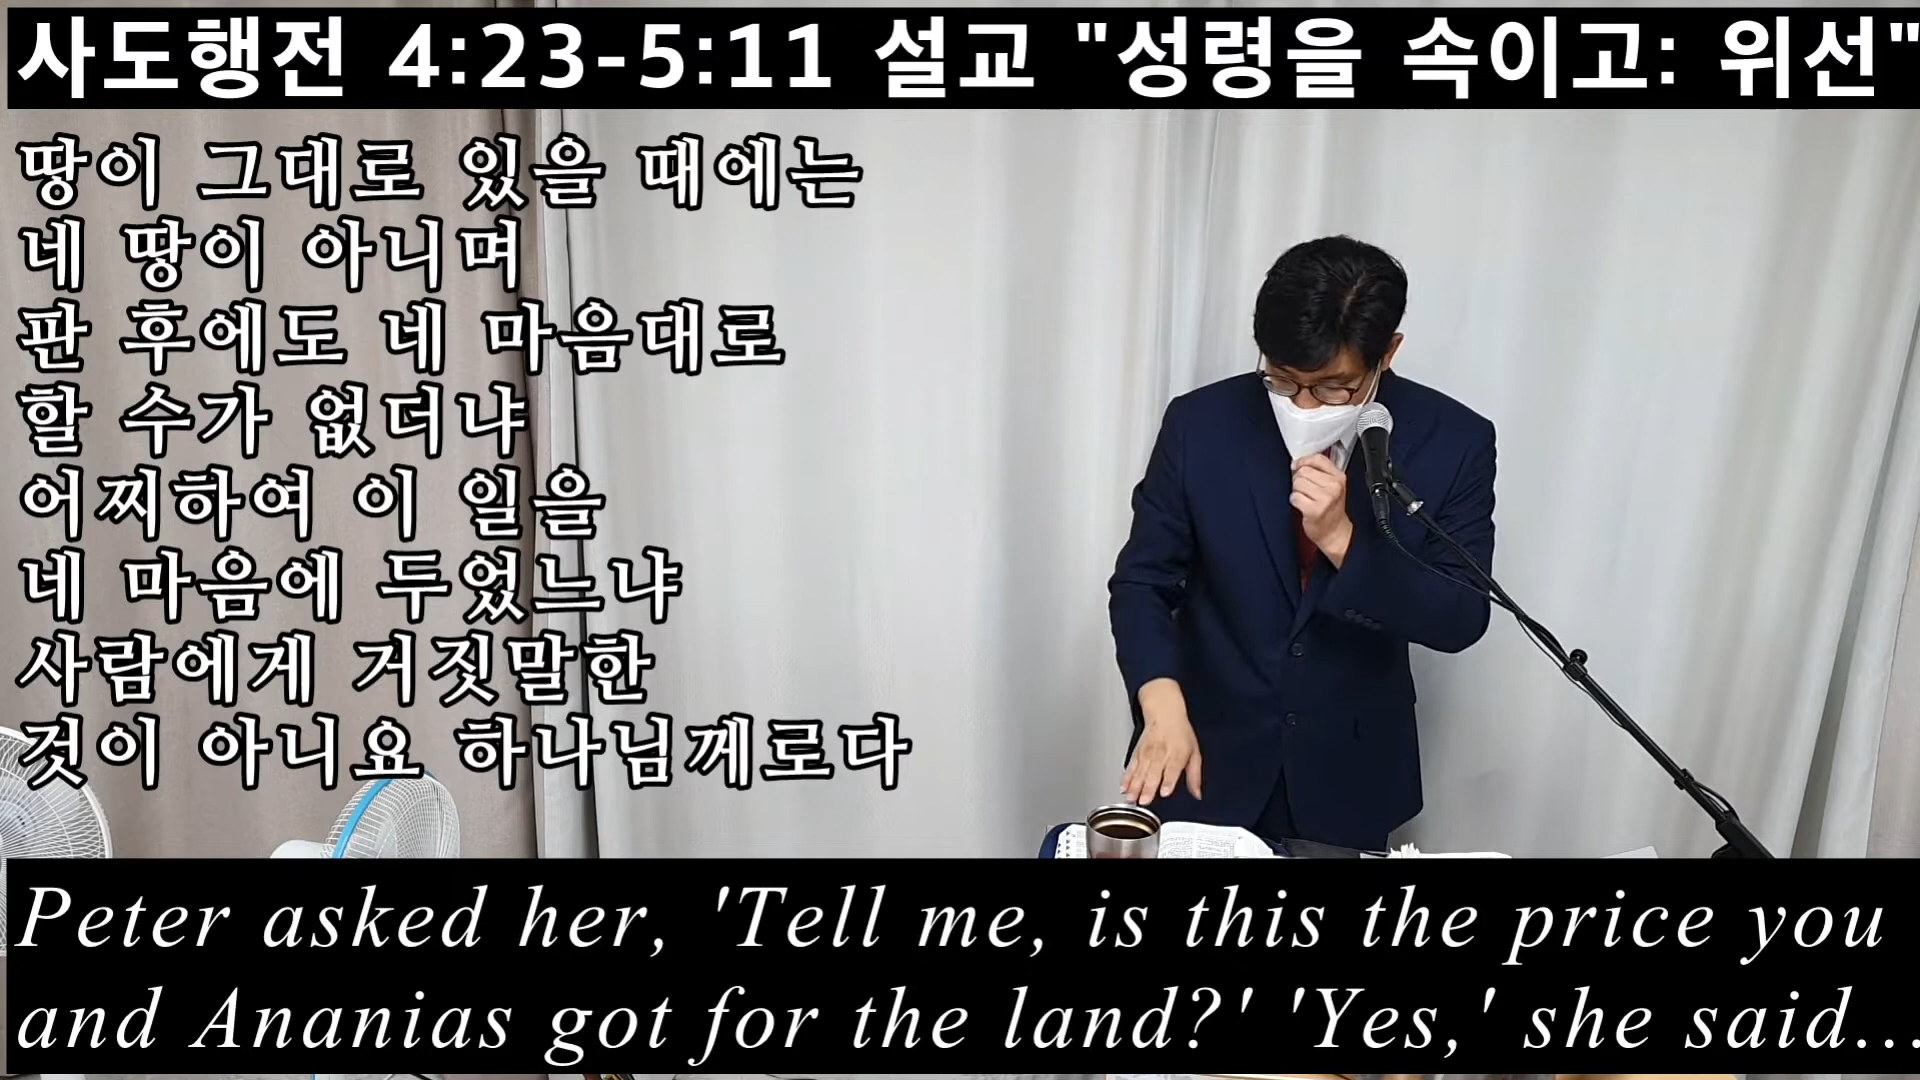 사도행전 4:23-5:11 설교 "성령을 속이고: 위선"
땅이 그대로 있을 때에는
네 땅이 아니며
판 후에도 네 마음대로
할 수가 없더냐
어찌하여 이 일을
네 마음에 두었느냐
사람에게 거짓말한
것이 아니요 하나님께로다
Peter asked her, 'Tell me, is this the price you
and Ananias got for the land?' 'Yes,' she said...